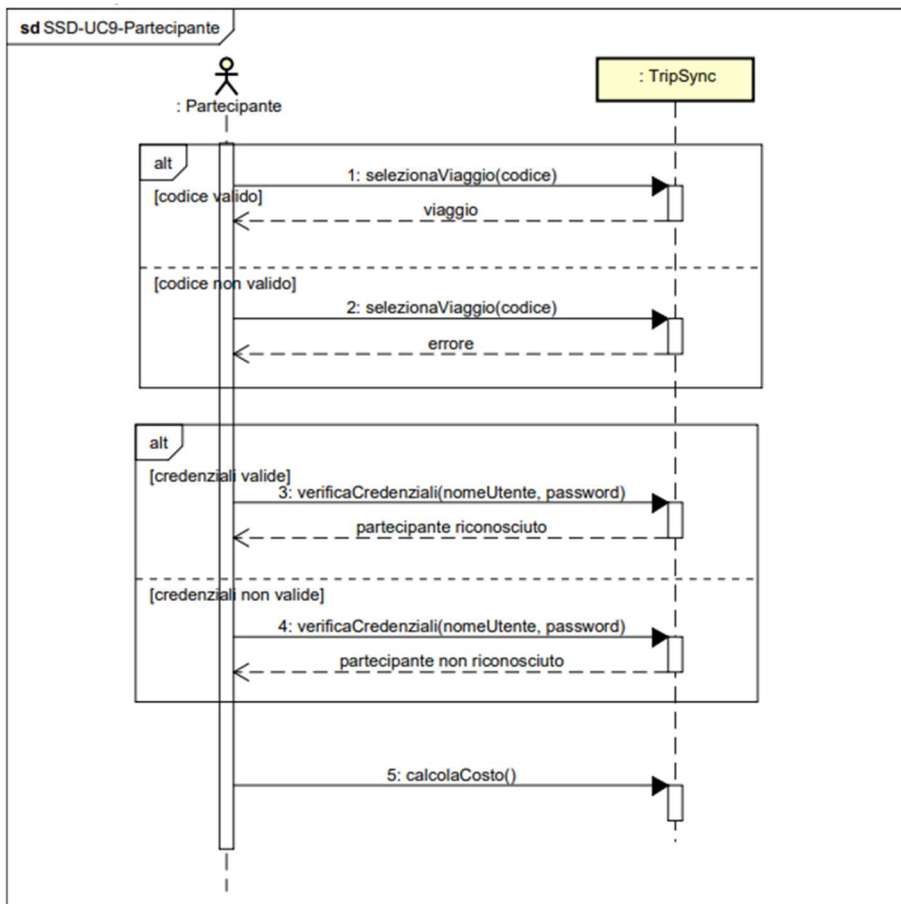 sd SSD-UC9-Partecipante
: Partecipante
: TripSync
alt
1: selezionaViaggio(codice)
[codice valido]
viaggio
[codice non valido]
2: selezionaViaggio(codice)
errore
alt
[credenziali valide]
3: verificaCredenziali(nomeUtente, password)
partecipante riconosciuto
[credenziali non valide]
4: verificaCredenziali(nomeUtente, password)
partecipante non riconosciuto
5: calcolaCosto()